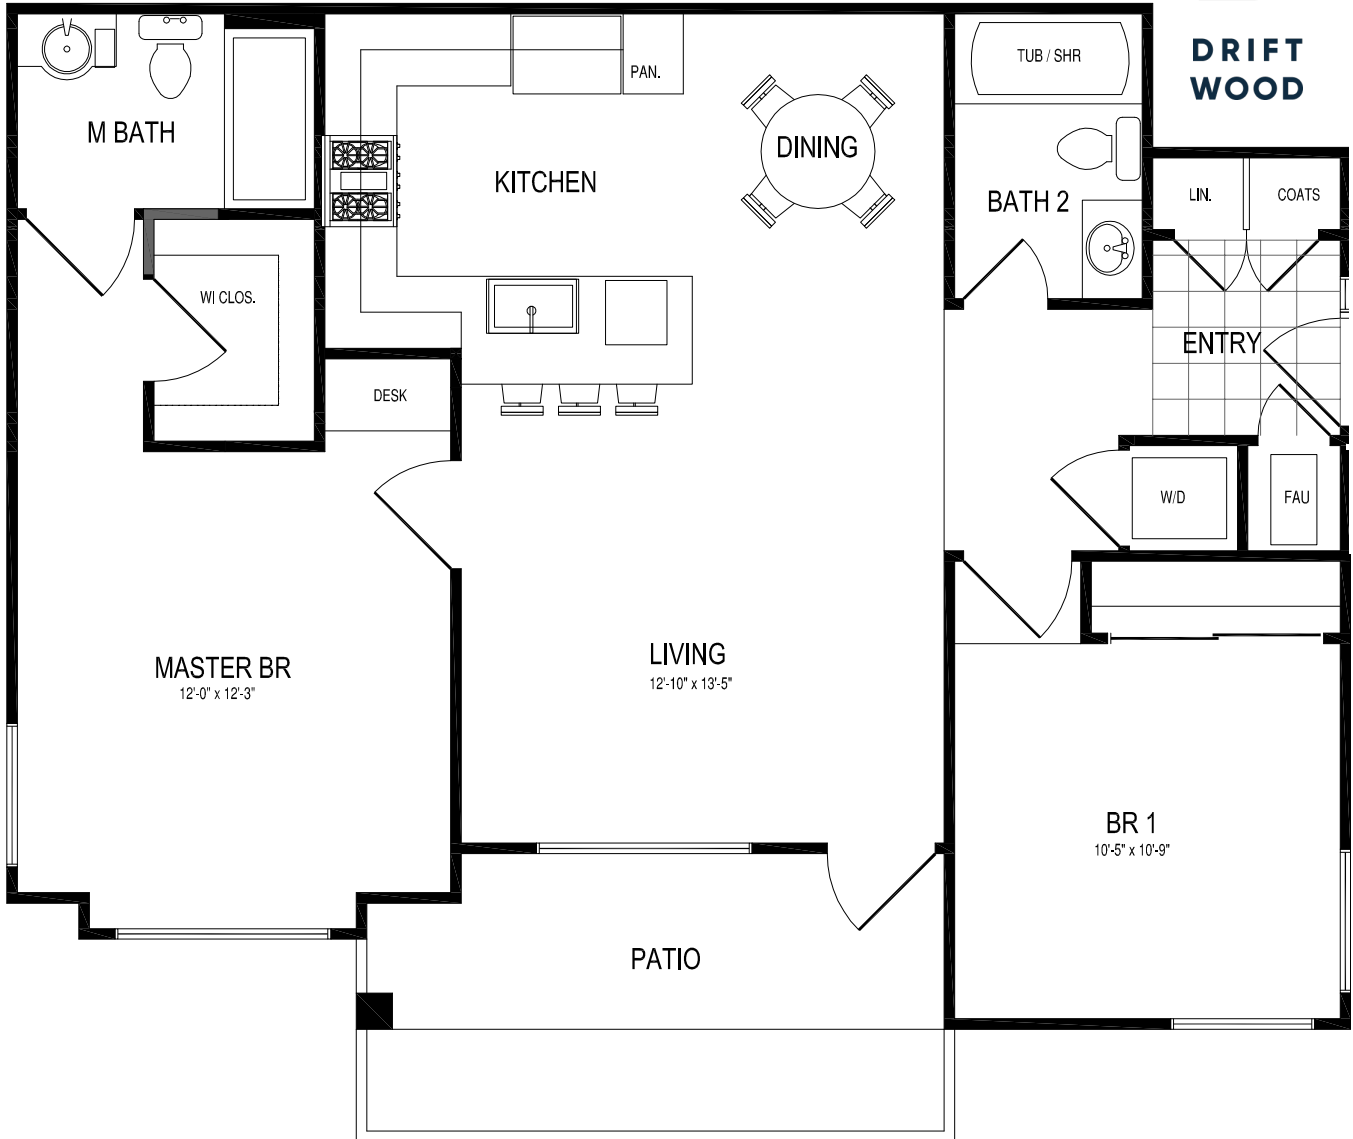 DRIFT
WOOD
TUB / SHR
PAN.
M BATH
DINING
KITCHEN
BATH 2
LIN.
COATS
WI CLOS.
ENTRY
DESK
W/D
FAU
MASTER BR
12'-0" x 12'-3"
LIVING
12'-10" x 13'-5"
BR 1
10'-5" x 10'-9"
PATIO